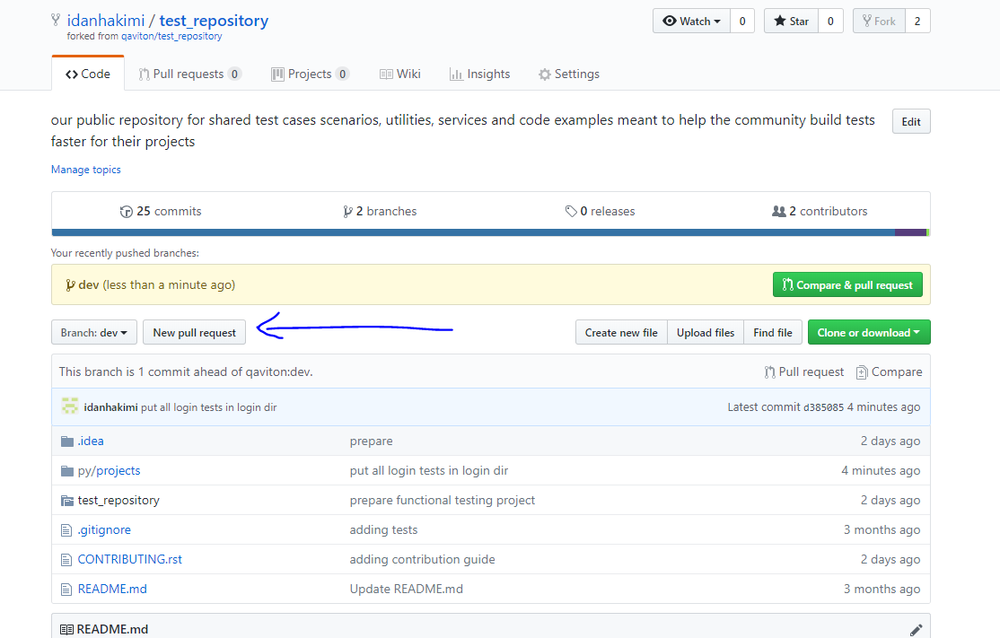 idanhakimi / test_repository
Watch 0 Star 0 Fork 2
forked from qaviton/test_repository
Code Pull requests 0 Projects 0 Wiki Insights Settings
our public repository for shared test cases scenarios, utilities, services and code examples meant to help the community build tests
faster for their projects
Edit
Manage topics
25 commits 2 branches 0 releases 2 contributors
Your recently pushed branches:
dev (less than a minute ago) Compare & pull request
Branch: dev New pull request Create new file Upload files Find file Clone or download
This branch is 1 commit ahead of qaviton:dev. Pull request Compare
idanhakimi put all login tests in login dir Latest commit d385085 4 minutes ago
.idea prepare 2 days ago
py/projects put all login tests in login dir 4 minutes ago
test_repository prepare functional testing project 2 days ago
.gitignore adding tests 3 months ago
CONTRIBUTING.rst adding contribution guide 2 days ago
README.md Update README.md 3 months ago
README.md